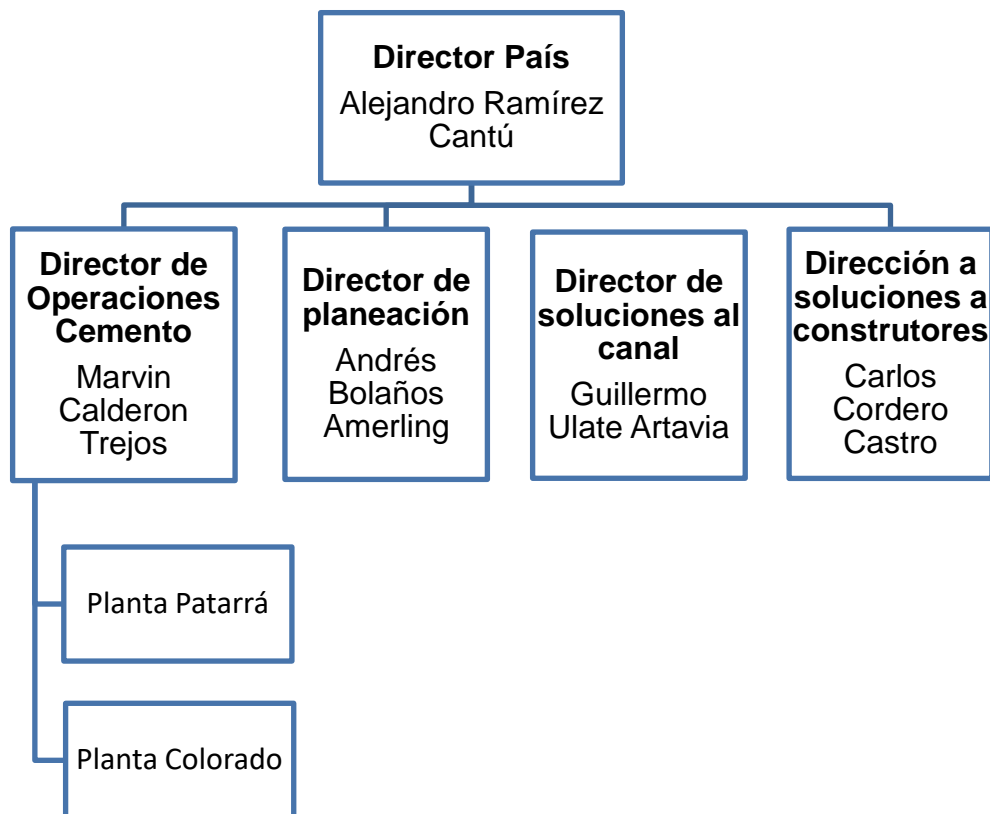 Director País
Alejandro Ramírez
Cantú
Director de
Operaciones
Cemento
Marvin
Calderon
Trejos
Director de
planeación
Andrés
Bolaños
Amerling
Director de
soluciones al
canal
Guillermo
Ulate Artavia
Dirección a
soluciones a
construtores
Carlos
Cordero
Castro
Planta Patarrá
Planta Colorado